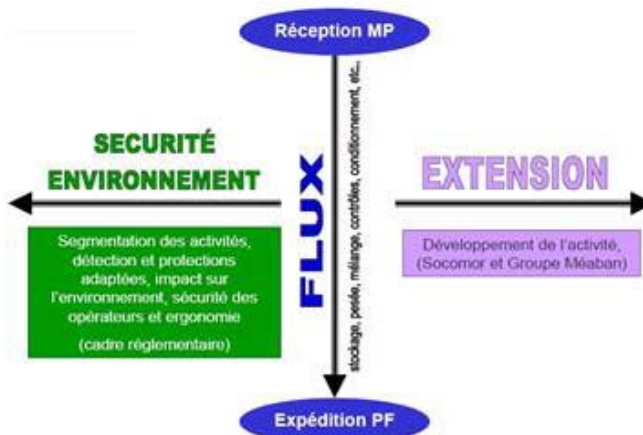 Réception MP
SECURITÉ
ENVIRONNEMENT
Segmentation des activités,
détection et protections
adaptées, impact sur
l'environnement, sécurité des
opérateurs et ergonomie
(cadre réglementaire)
FLUX
stockage, pesée, mélange, contrôles, conditionnement, etc..
EXTENSION
Développement de l'activité,
(Socomor et Groupe Méaban)
Expédition PF